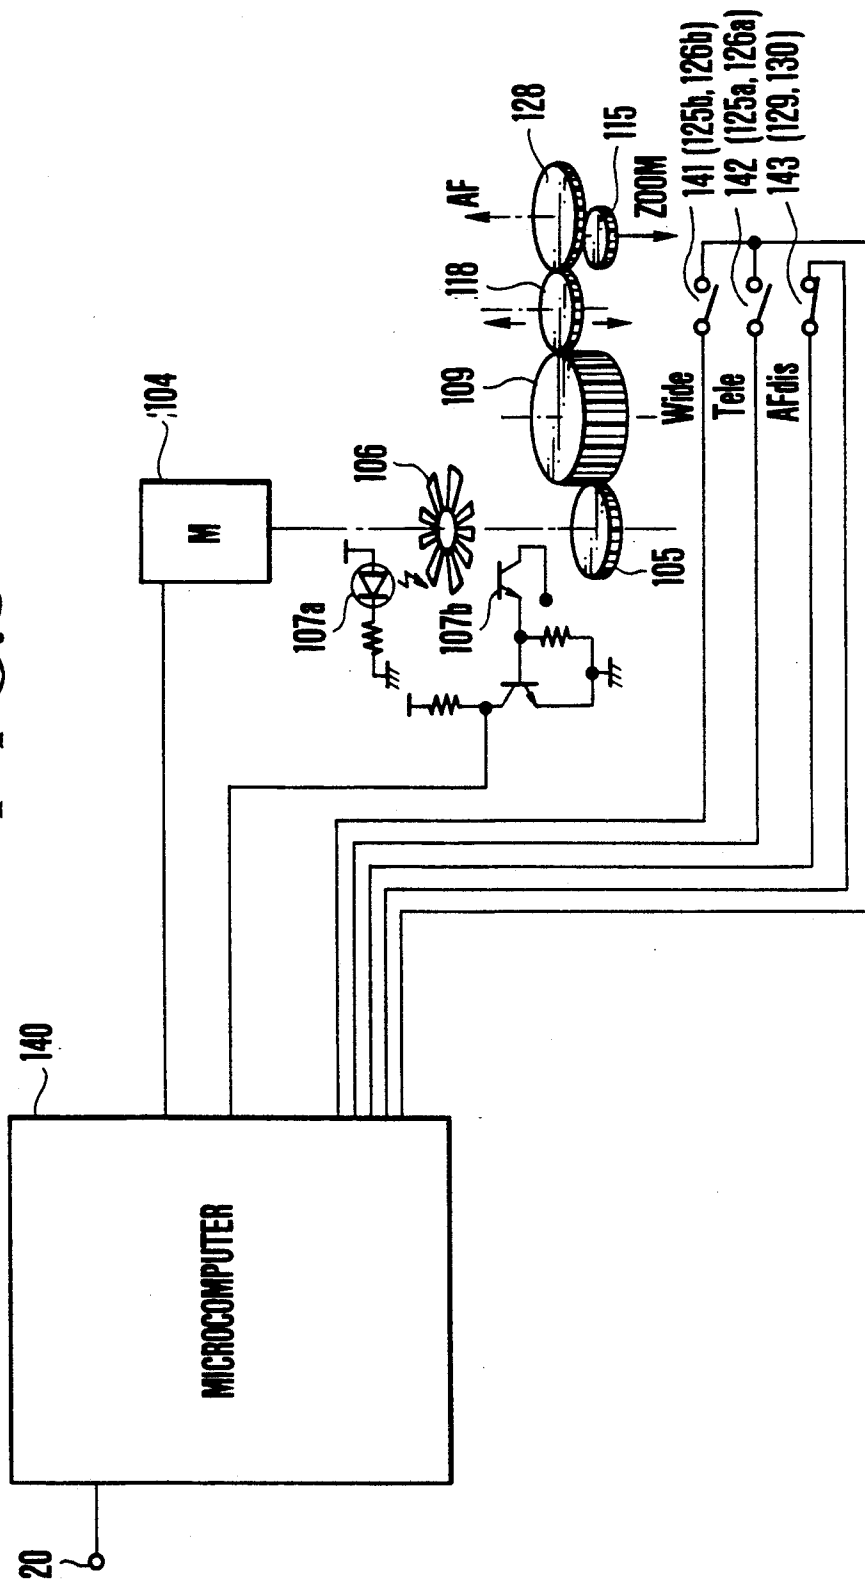 20
140
MICROCOMPUTER
104
M
107a
106
107b
105
109
118
AF
128
115
ZOOM
Wide
141 (125b, 126b)
Tele
142 (125a, 126a)
AFdis
143 (129, 130)